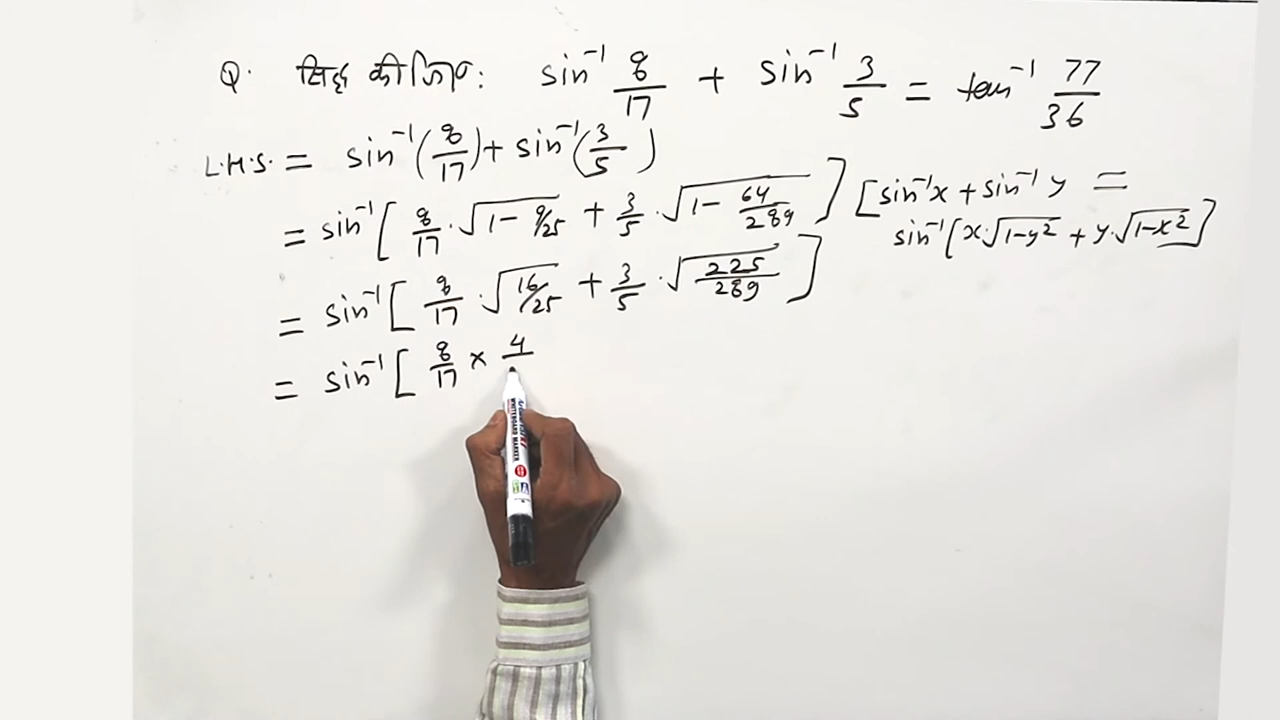 Q. सिद्ध कीजिए: sin⁻¹ 8/17 + sin⁻¹ 3/5 = tan⁻¹ 77/36
L.H.S. = sin⁻¹(8/17) + sin⁻¹(3/5)
= sin⁻¹[8/17 · √(1 - 9/25) + 3/5 · √(1 - 64/289)] [sin⁻¹x + sin⁻¹y =
sin⁻¹[x·√(1-y²) + y·√(1-x²)]
= sin⁻¹[8/17 · √(16/25) + 3/5 · √(225/289)]
= sin⁻¹[8/17 × 4
WHITEBOARD MARKER